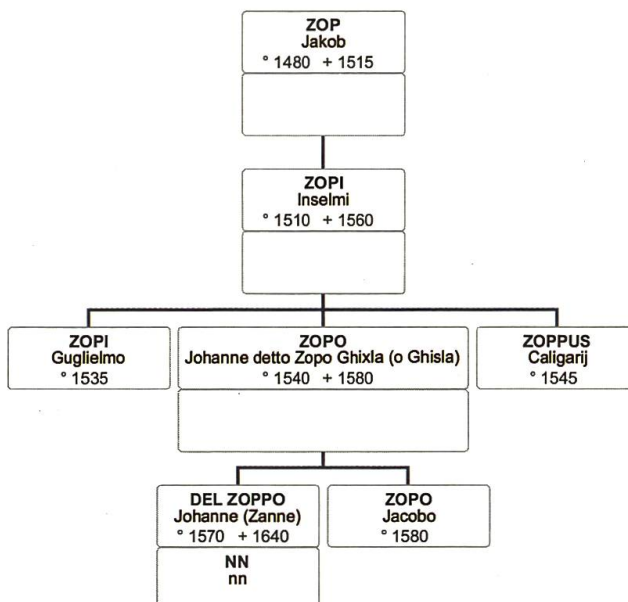 ZOP
Jakob
° 1480 + 1515
ZOPI
Inselmi
° 1510 + 1560
ZOPI
Guglielmo
° 1535
ZOPO
Johanne detto Zopo Ghixla (o Ghisla)
° 1540 + 1580
ZOPPUS
Caligarij
° 1545
DEL ZOPPO
Johanne (Zanne)
° 1570 + 1640
NN
nn
ZOPO
Jacobo
° 1580